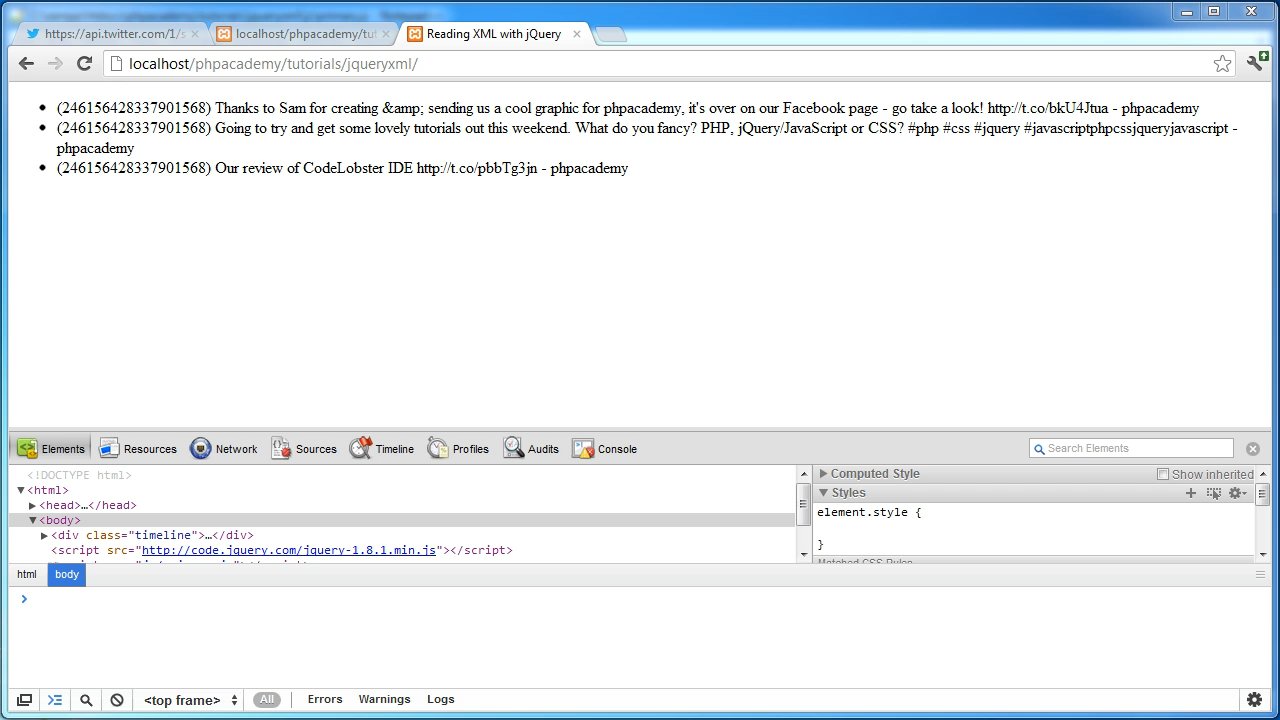 https://api.twitter.com/1/s
localhost/phpacademy/tut
Reading XML with jQuery
localhost/phpacademy/tutorials/jqueryxml/
(246156428337901568) Thanks to Sam for creating &amp; sending us a cool graphic for phpacademy, it's over on our Facebook page - go take a look! http://t.co/bkU4Jtua - phpacademy
(246156428337901568) Going to try and get some lovely tutorials out this weekend. What do you fancy? PHP, jQuery/JavaScript or CSS? #php #css #jquery #javascriptphpcssjqueryjavascript -
phpacademy
(246156428337901568) Our review of CodeLobster IDE http://t.co/pbbTg3jn - phpacademy
Elements Resources Network Sources Timeline Profiles Audits Console Search Elements
<!DOCTYPE html>
<html>
<head>…</head>
<body>
<div class="timeline">…</div>
<script src="http://code.jquery.com/jquery-1.8.1.min.js"></script>
Computed Style Show inherited
Styles
element.style {
}
Matched CSS Rules
html body
<top frame> All Errors Warnings Logs